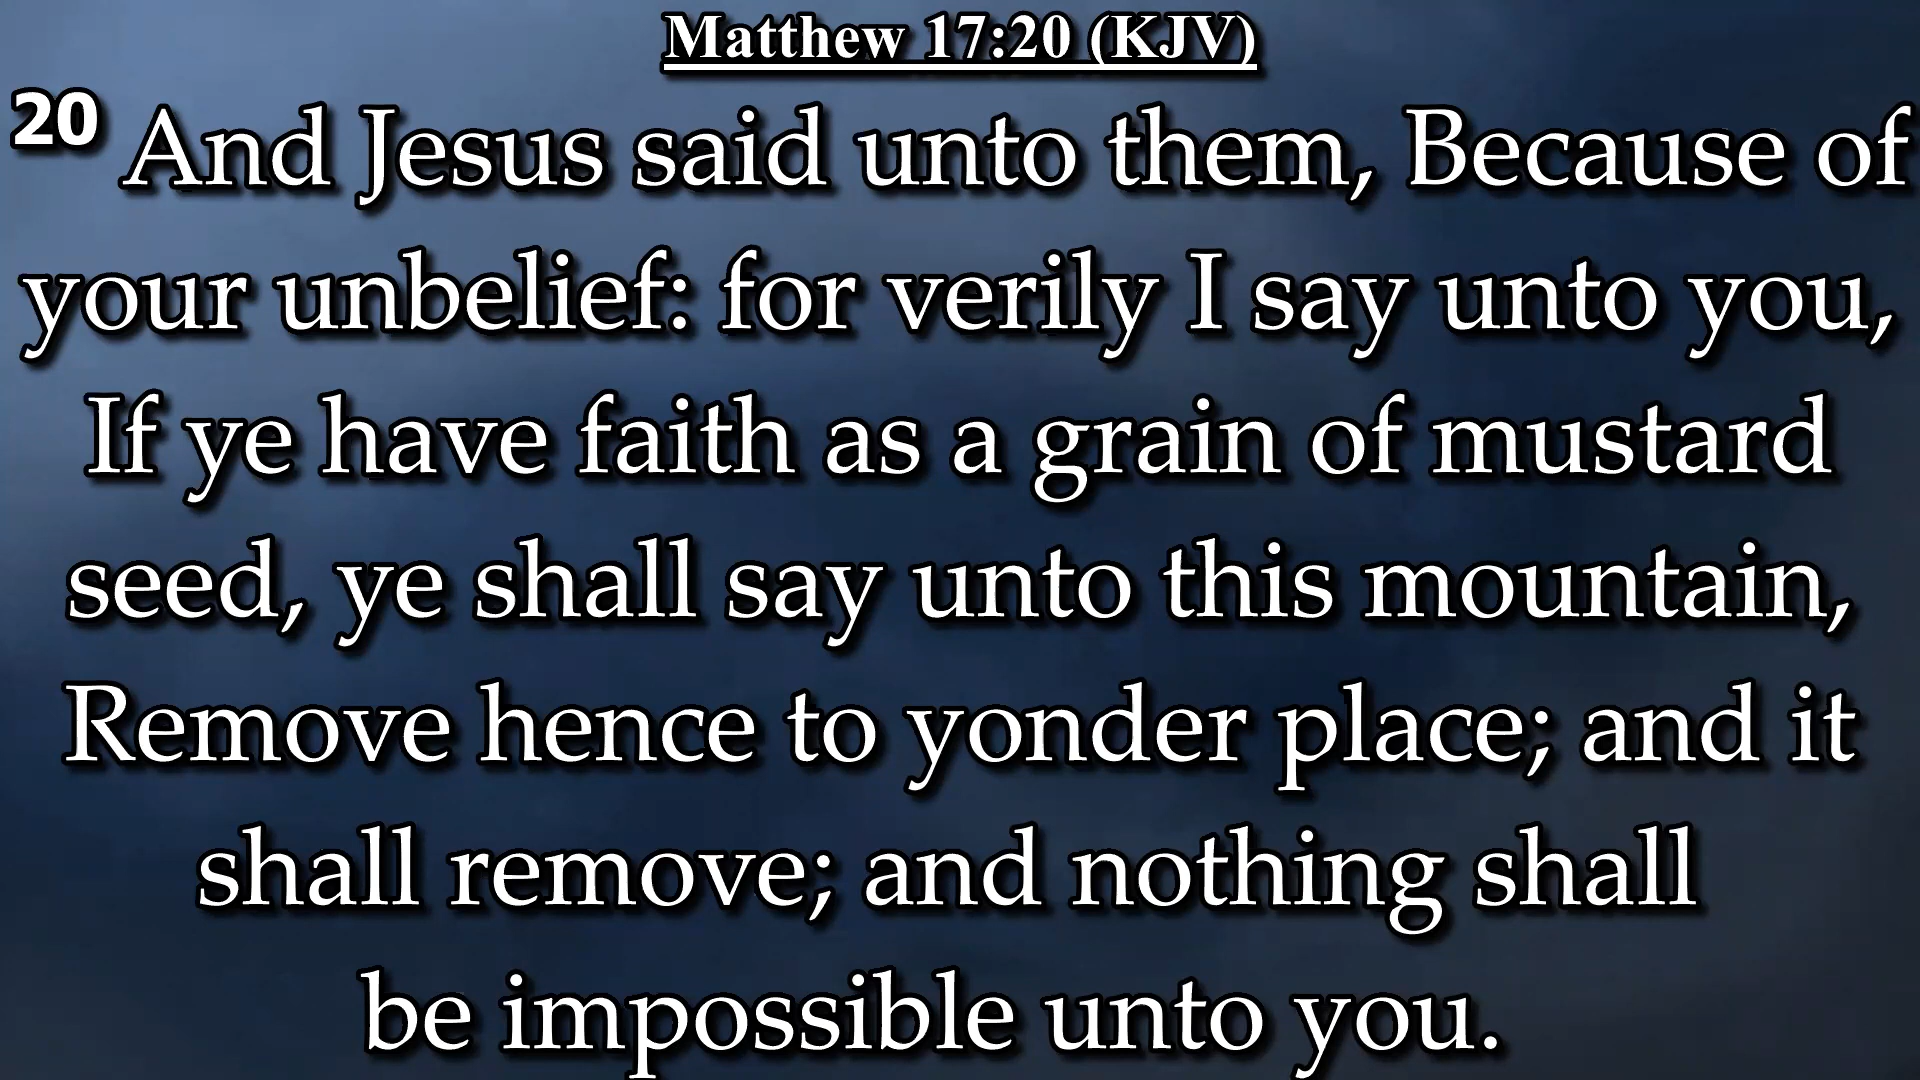 Matthew 17:20 (KJV)
20 And Jesus said unto them, Because of
your unbelief: for verily I say unto you,
If ye have faith as a grain of mustard
seed, ye shall say unto this mountain,
Remove hence to yonder place; and it
shall remove; and nothing shall
be impossible unto you.